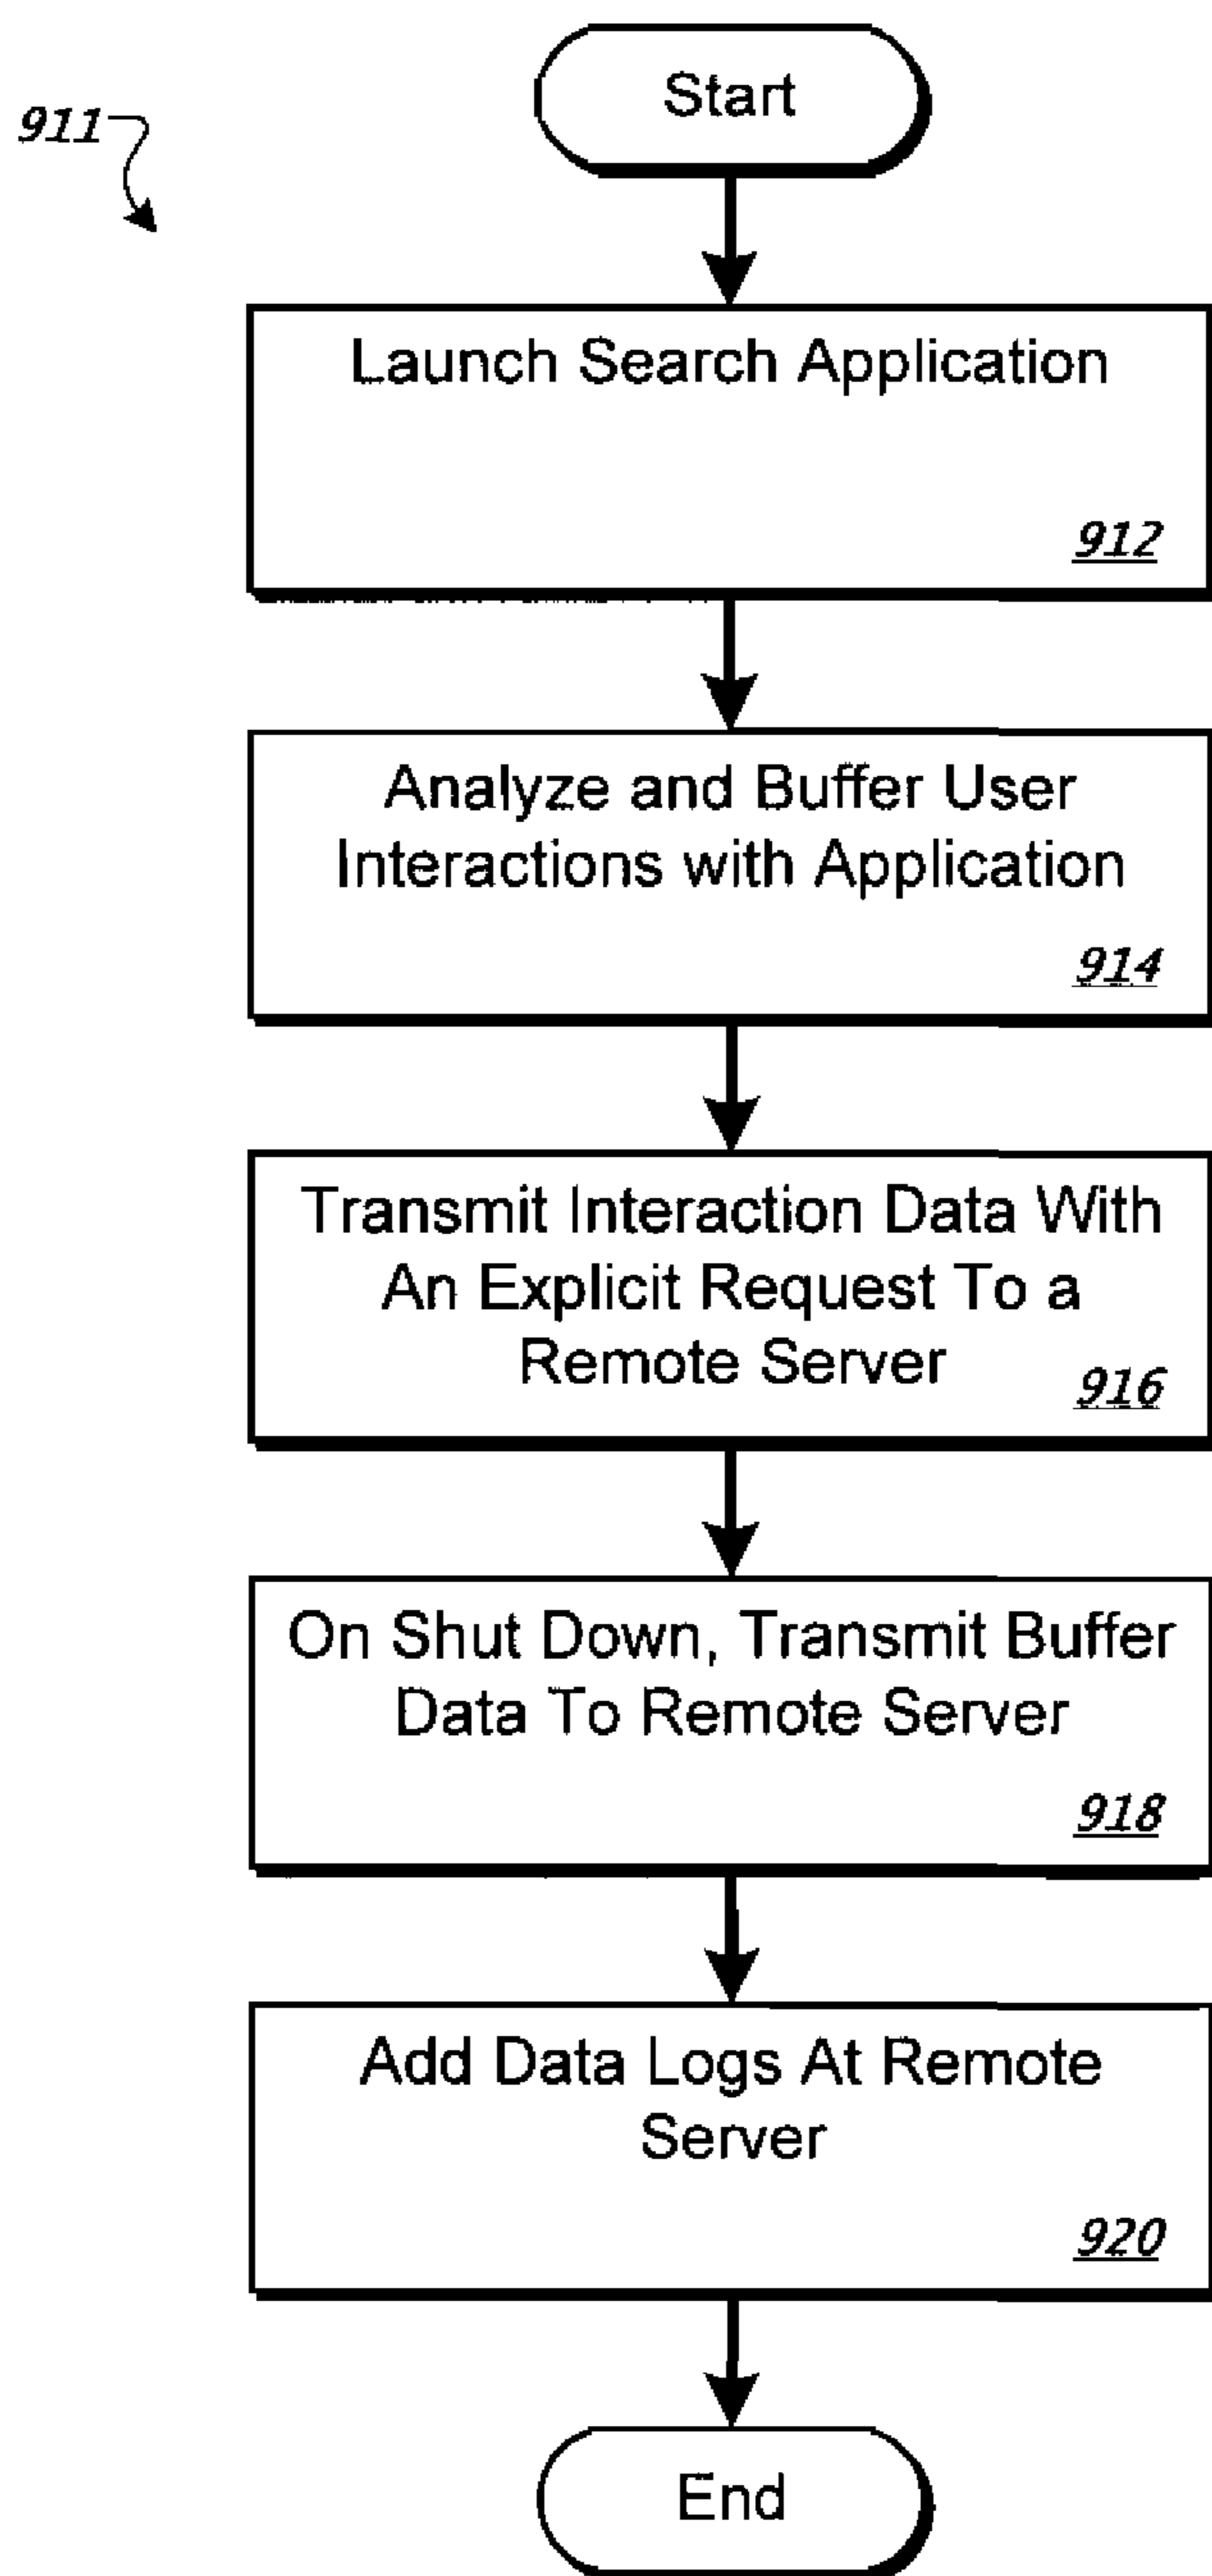 Start
911
Launch Search Application
912
Analyze and Buffer User
Interactions with Application
914
Transmit Interaction Data With
An Explicit Request To a
Remote Server
916
On Shut Down, Transmit Buffer
Data To Remote Server
918
Add Data Logs At Remote
Server
920
End